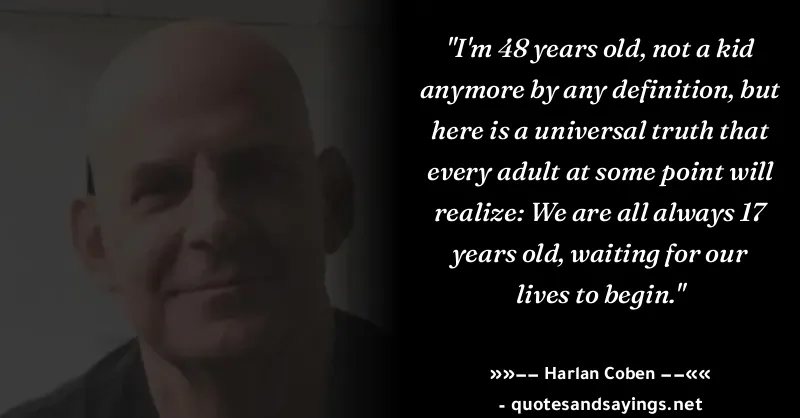 "I'm 48 years old, not a kid
anymore by any definition, but
here is a universal truth that
every adult at some point will
realize: We are all always 17
years old, waiting for our
lives to begin."
»»−− Harlan Coben −−««
- quotesandsayings.net